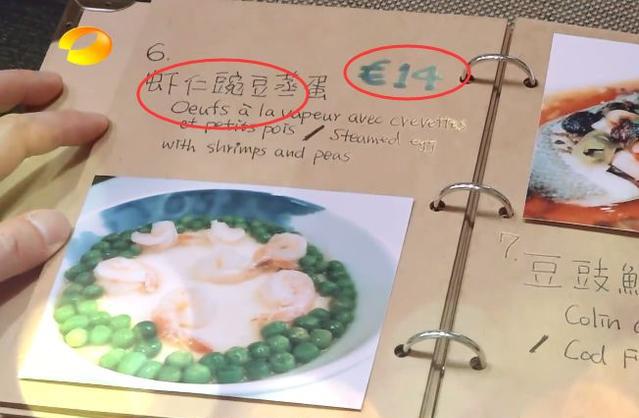 6.
虾仁豌豆蒸蛋
€14
Oeufs à la vapeur avec crevettes
et petits pois / Steamed egg
with shrimps and peas
7.
豆豉
Colin
/ Cod F